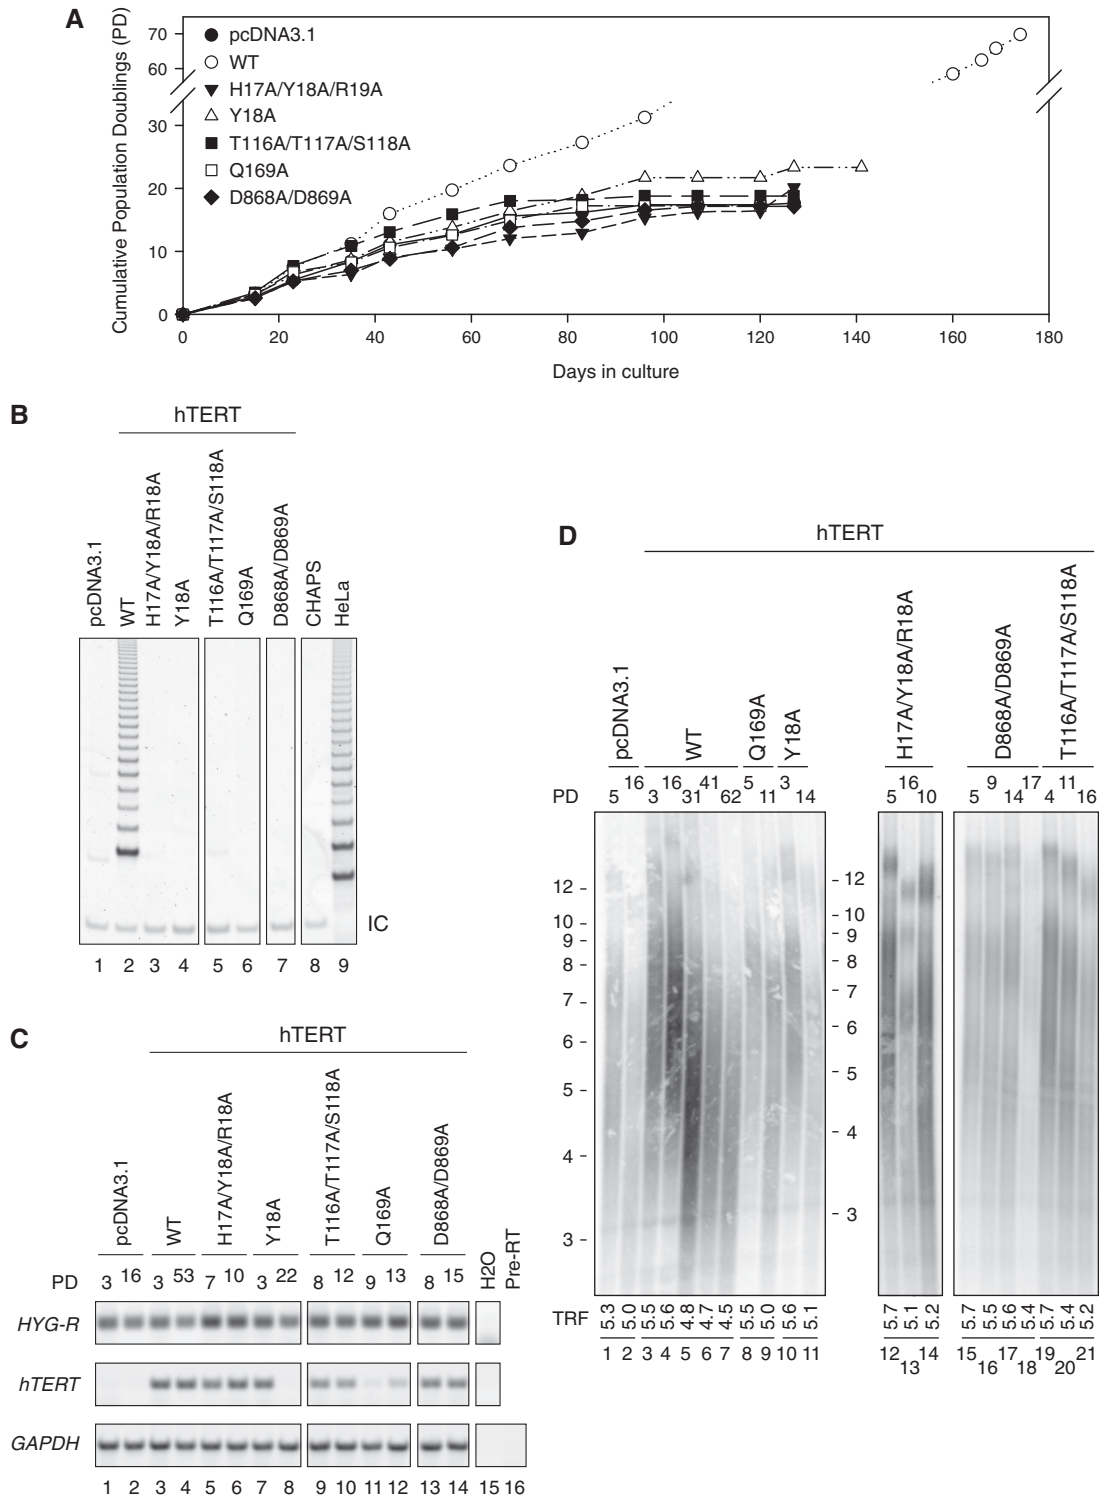 A
Cumulative Population Doublings (PD)
70
60
30
20
10
0
pcDNA3.1
WT
H17A/Y18A/R19A
Y18A
T116A/T117A/S118A
Q169A
D868A/D869A
0 20 40 60 80 100 120 140 160 180
Days in culture
B
hTERT
pcDNA3.1
WT
H17A/Y18A/R18A
Y18A
T116A/T117A/S118A
Q169A
D868A/D869A
CHAPS
HeLa
IC
1 2 3 4 5 6 7 8 9
C
hTERT
pcDNA3.1
WT
H17A/Y18A/R18A
Y18A
T116A/T117A/S118A
Q169A
D868A/D869A
H2O
Pre-RT
PD 3 16 3 53 7 10 3 22 8 12 9 13 8 15
HYG-R
hTERT
GAPDH
1 2 3 4 5 6 7 8 9 10 11 12 13 14 15 16
D
hTERT
pcDNA3.1
WT
Q169A
Y18A
H17A/Y18A/R18A
D868A/D869A
T116A/T117A/S118A
PD 5 16 3 16 31 41 62 5 11 3 14 5 16 10 5 9 14 17 4 11 16
12 -
10 -
9 -
8 -
7 -
6 -
5 -
4 -
3 -
- 12
- 10
- 9
- 8
- 7
- 6
- 5
- 4
- 3
TRF 5.3 5.0 5.5 5.6 4.8 4.7 4.5 5.5 5.0 5.6 5.1 5.7 5.1 5.2 5.7 5.5 5.6 5.4 5.7 5.4 5.2
1 2 3 4 5 6 7 8 9 10 11 12 13 14 15 16 17 18 19 20 21